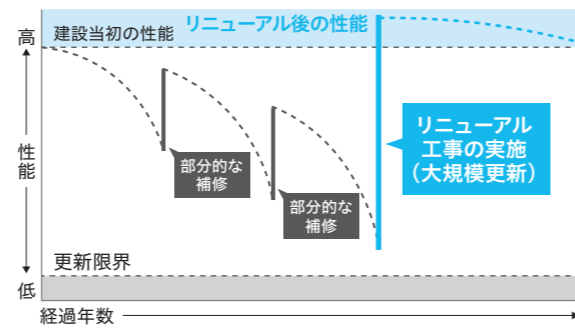 高
建設当初の性能
リニューアル後の性能
性能
部分的な
補修
部分的な
補修
リニューアル
工事の実施
（大規模更新）
更新限界
低
経過年数